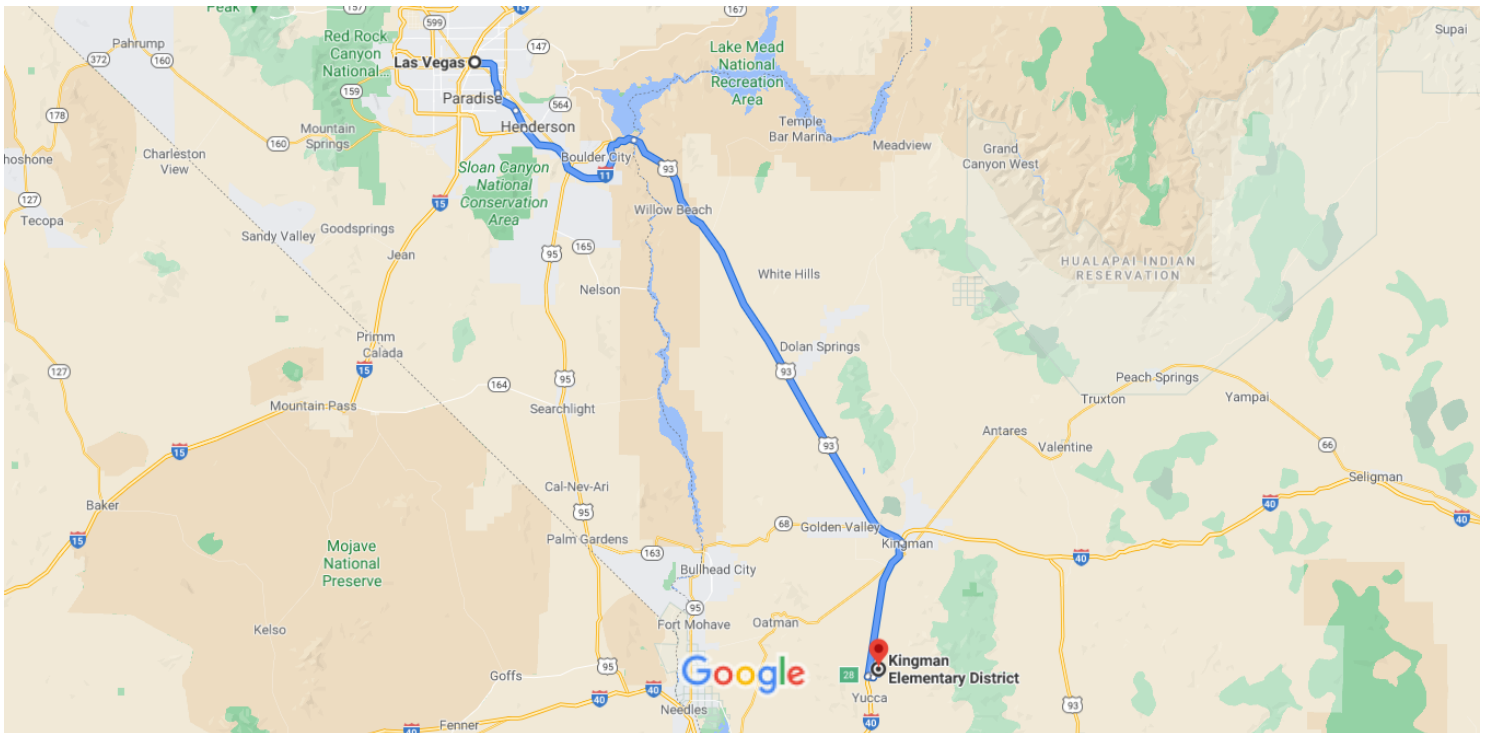 Peak
157
15
167
Supai
599
Red Rock
Canyon
National...
Pahrump
372
160
147
Las Vegas
Lake Mead
National
Recreation
Area
159
Paradise
564
178
Mountain
Springs
160
Henderson
Temple
Bar Marina
Meadview
Grand
Canyon West
hoshone
Charleston
View
Sloan Canyon
National
Conservation
Area
Boulder City
11
93
127
Tecopa
15
Willow Beach
Sandy Valley
Goodsprings
Jean
95
165
HUALAPAI INDIAN
RESERVATION
White Hills
Nelson
Primm
Calada
Dolan Springs
127
15
95
164
93
Peach Springs
Truxton
Yampai
Mountain Pass
Searchlight
Antares
Valentine
66
15
93
Seligman
Baker
Cal-Nev-Ari
95
40
40
15
68
Golden Valley
Kingman
Palm Gardens
163
40
Mojave
National
Preserve
Bullhead City
95
Fort Mohave
Oatman
Kelso
Google
Kingman
Elementary District
95
Goffs
28
40
40
Yucca
Needles
93
40
Fenner
40